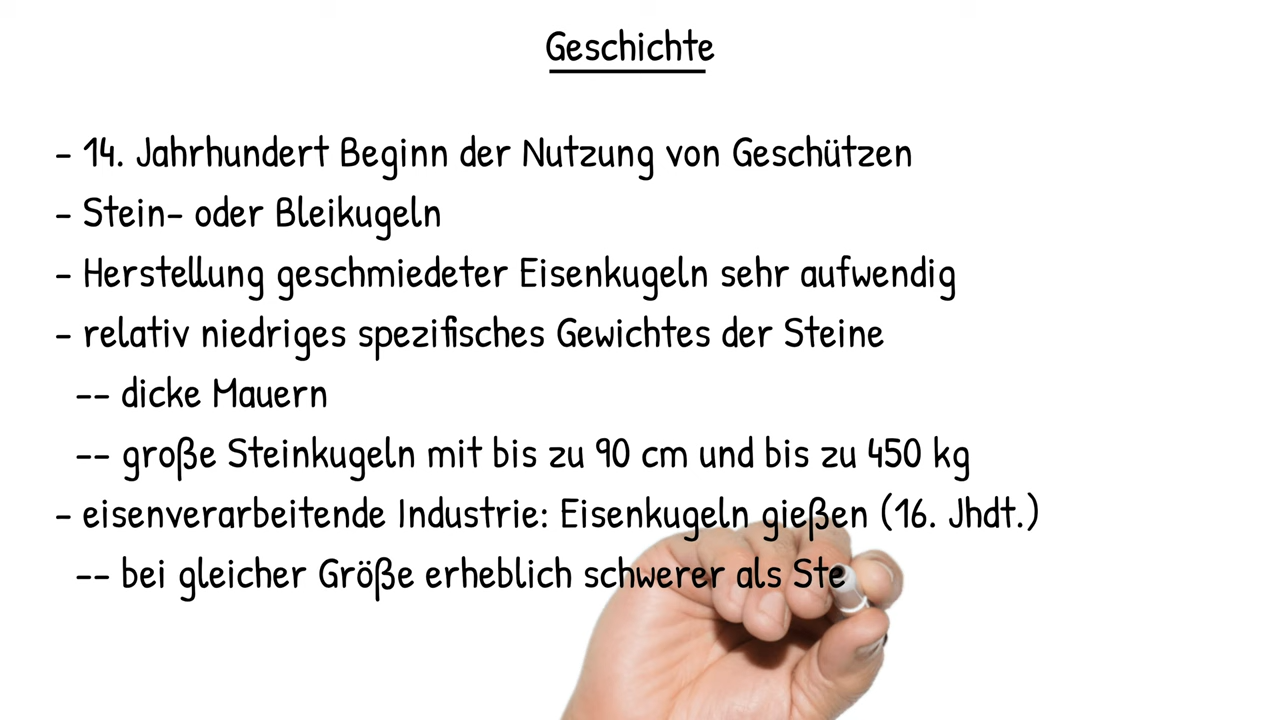 Geschichte
- 14. Jahrhundert Beginn der Nutzung von Geschützen
- Stein- oder Bleikugeln
- Herstellung geschmiedeter Eisenkugeln sehr aufwendig
- relativ niedriges spezifisches Gewichtes der Steine
-- dicke Mauern
-- große Steinkugeln mit bis zu 90 cm und bis zu 450 kg
- eisenverarbeitende Industrie: Eisenkugeln gießen (16. Jhdt.)
-- bei gleicher Größe erheblich schwerer als Ste